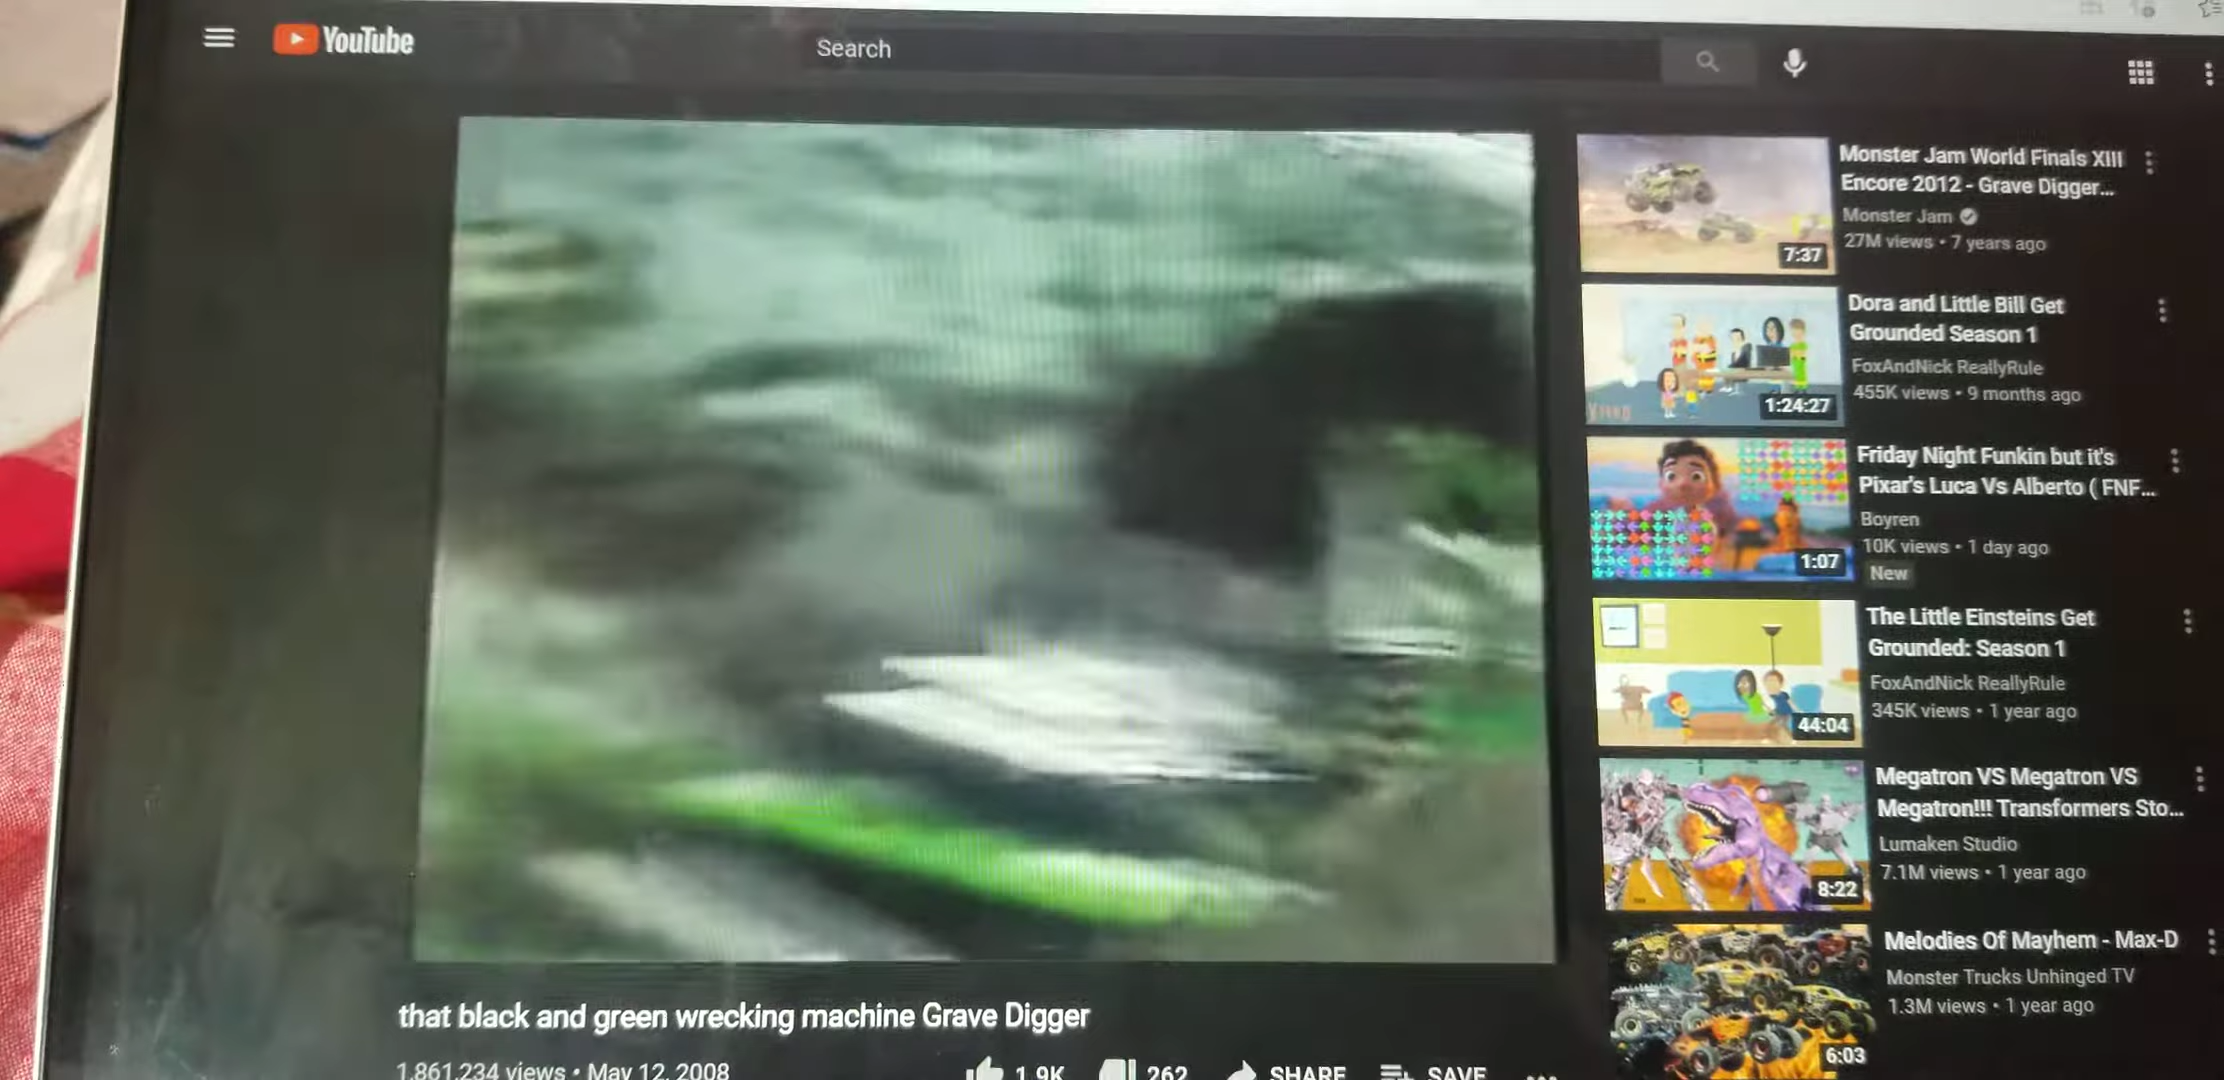 YouTube
Search
Monster Jam World Finals XIII
Encore 2012 - Grave Digger...
Monster Jam
27M views • 7 years ago
7:37
Dora and Little Bill Get
Grounded Season 1
FoxAndNick ReallyRule
455K views • 9 months ago
1:24:27
Friday Night Funkin but it's
Pixar's Luca Vs Alberto ( FNF...
Boyren
10K views • 1 day ago
New
1:07
The Little Einsteins Get
Grounded: Season 1
FoxAndNick ReallyRule
345K views • 1 year ago
44:04
Megatron VS Megatron VS
Megatron!!! Transformers Sto...
Lumaken Studio
7.1M views • 1 year ago
8:22
Melodies Of Mayhem - Max-D
Monster Trucks Unhinged TV
1.3M views • 1 year ago
6:03
that black and green wrecking machine Grave Digger
1,861,234 views • May 12, 2008
1.9K
262
SHARE
SAVE